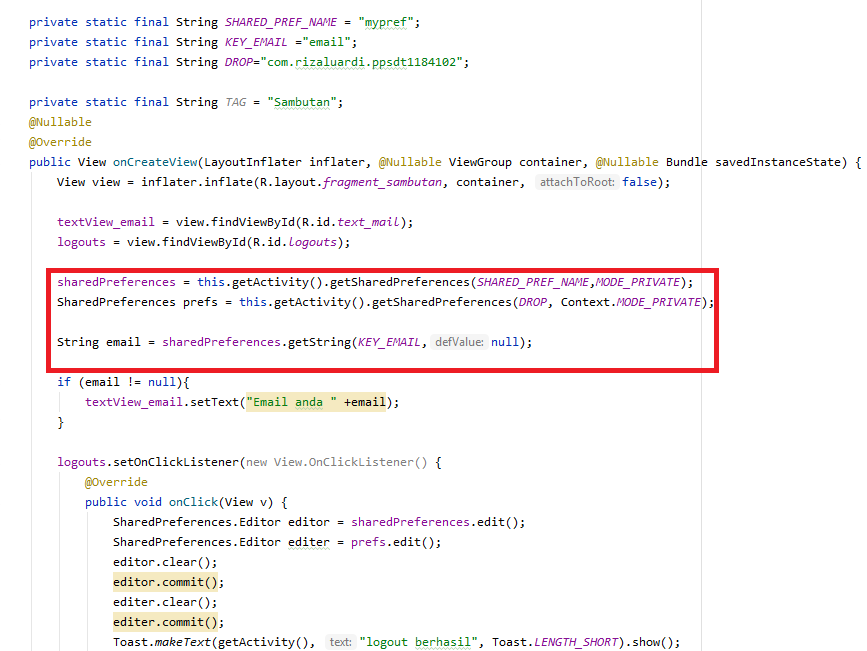 private static final String SHARED_PREF_NAME = "mypref";
private static final String KEY_EMAIL ="email";
private static final String DROP="com.rizaluardi.ppsdt1184102";
private static final String TAG = "Sambutan";
@Nullable
@Override
public View onCreateView(LayoutInflater inflater, @Nullable ViewGroup container, @Nullable Bundle savedInstanceState) {
View view = inflater.inflate(R.layout.fragment_sambutan, container, attachToRoot: false);
textView_email = view.findViewById(R.id.text_mail);
logouts = view.findViewById(R.id.logouts);
sharedPreferences = this.getActivity().getSharedPreferences(SHARED_PREF_NAME,MODE_PRIVATE);
SharedPreferences prefs = this.getActivity().getSharedPreferences(DROP, Context.MODE_PRIVATE);
String email = sharedPreferences.getString(KEY_EMAIL, defValue: null);
if (email != null){
textView_email.setText("Email anda " +email);
}
logouts.setOnClickListener(new View.OnClickListener() {
@Override
public void onClick(View v) {
SharedPreferences.Editor editor = sharedPreferences.edit();
SharedPreferences.Editor editer = prefs.edit();
editor.clear();
editor.commit();
editer.clear();
editer.commit();
Toast.makeText(getActivity(), text: "logout berhasil", Toast.LENGTH_SHORT).show();